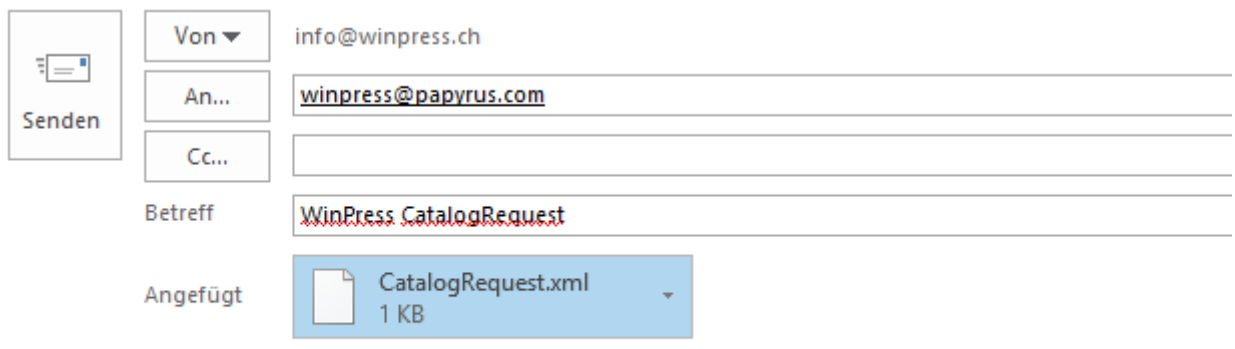 Von info@winpress.ch
Senden
An... winpress@papyrus.com
Cc...
Betreff WinPress CatalogRequest
Angefügt CatalogRequest.xml
1 KB